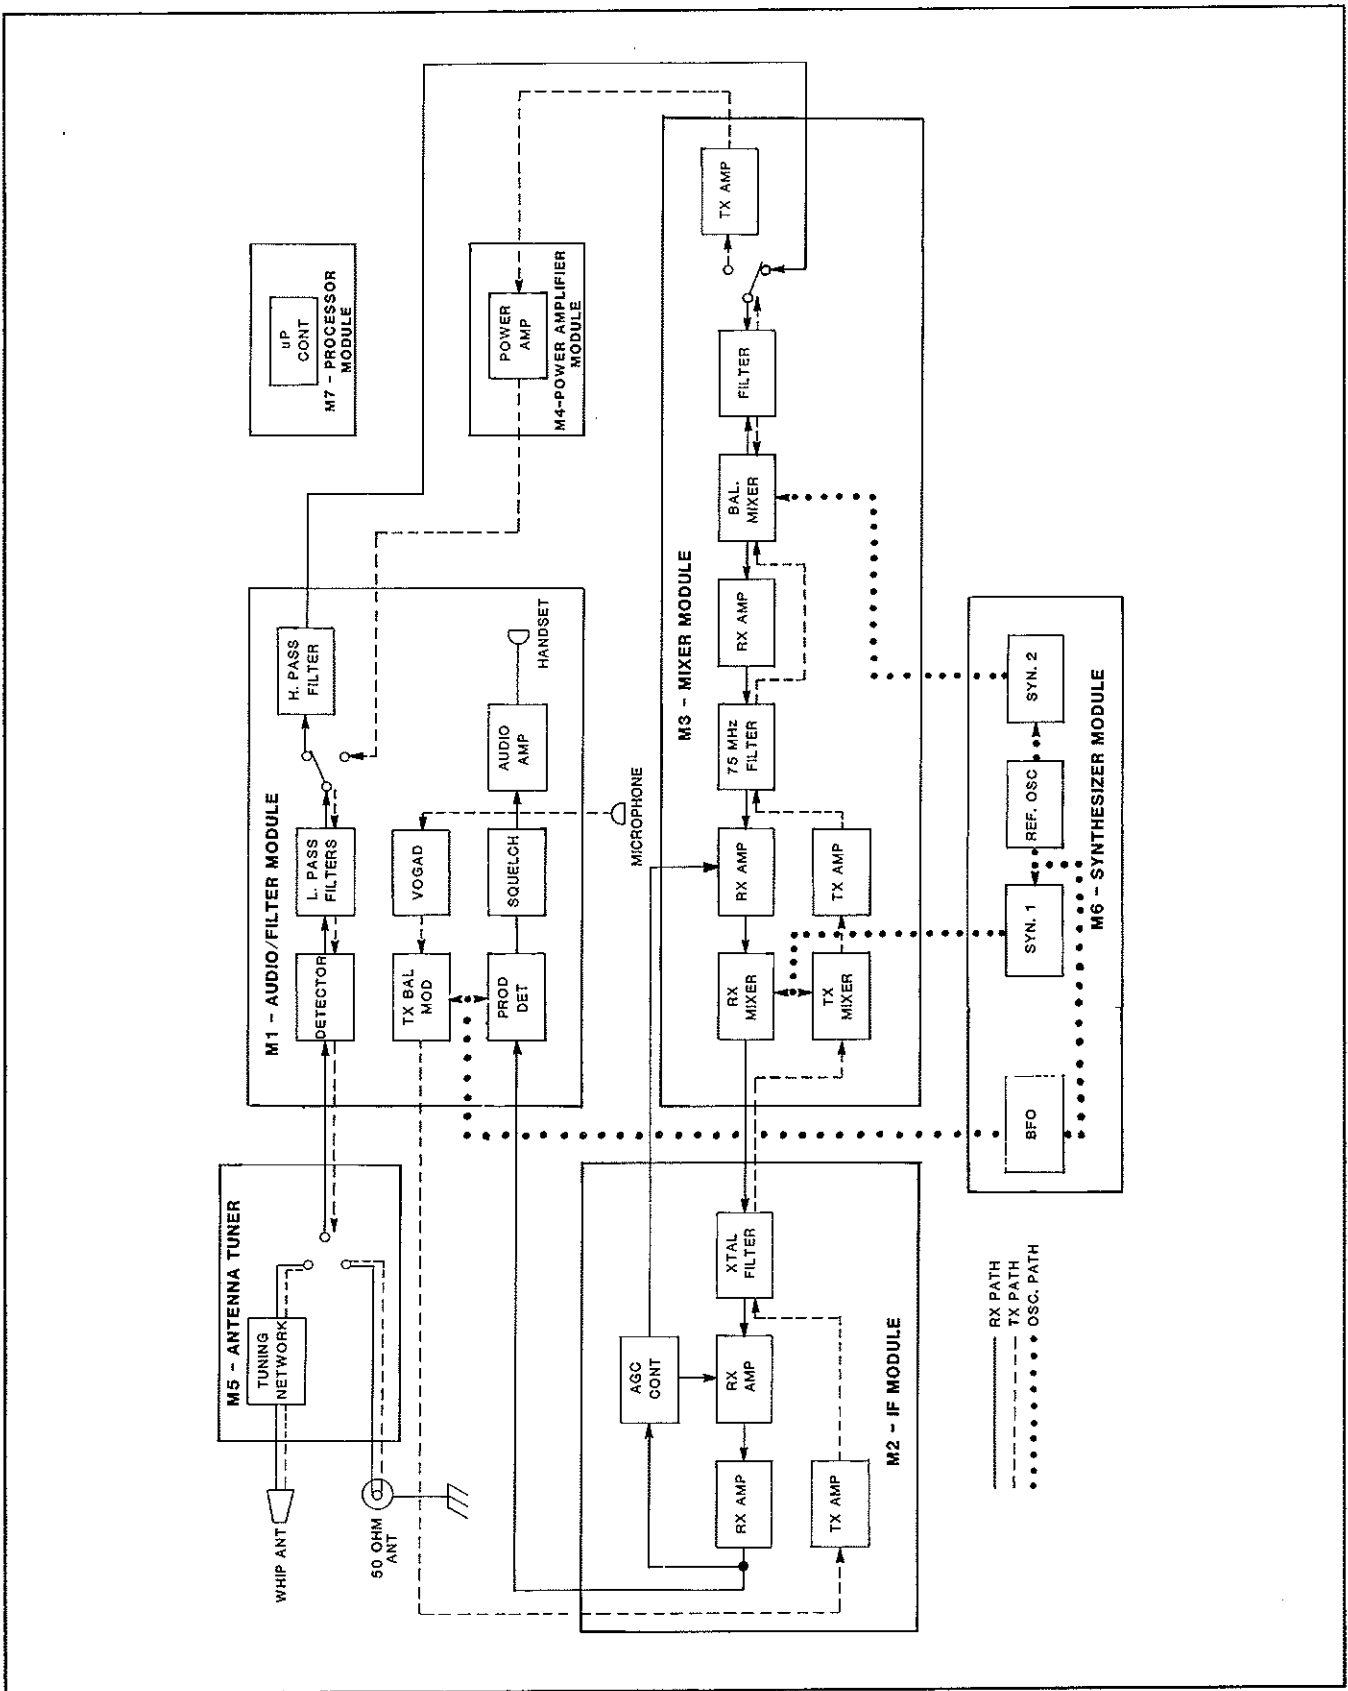 WHIP ANT
50 OHM
ANT
M5 - ANTENNA TUNER
TUNING
NETWORK
M1 - AUDIO/FILTER MODULE
DETECTOR
L. PASS
FILTERS
H. PASS
FILTER
TX BAL
MOD
VOGAD
PROD
DET
SQUELCH
AUDIO
AMP
HANDSET
MICROPHONE
uP
CONT
M7 - PROCESSOR
MODULE
POWER
AMP
M4-POWER AMPLIFIER
MODULE
M2 - IF MODULE
AGC
CONT
RX AMP
RX
AMP
XTAL
FILTER
TX AMP
M3 - MIXER MODULE
RX
MIXER
RX AMP
75 MHz
FILTER
RX AMP
BAL.
MIXER
FILTER
TX AMP
TX
MIXER
TX AMP
BFO
SYN. 1
REF. OSC
SYN. 2
M6 - SYNTHESIZER MODULE
RX PATH
TX PATH
OSC. PATH